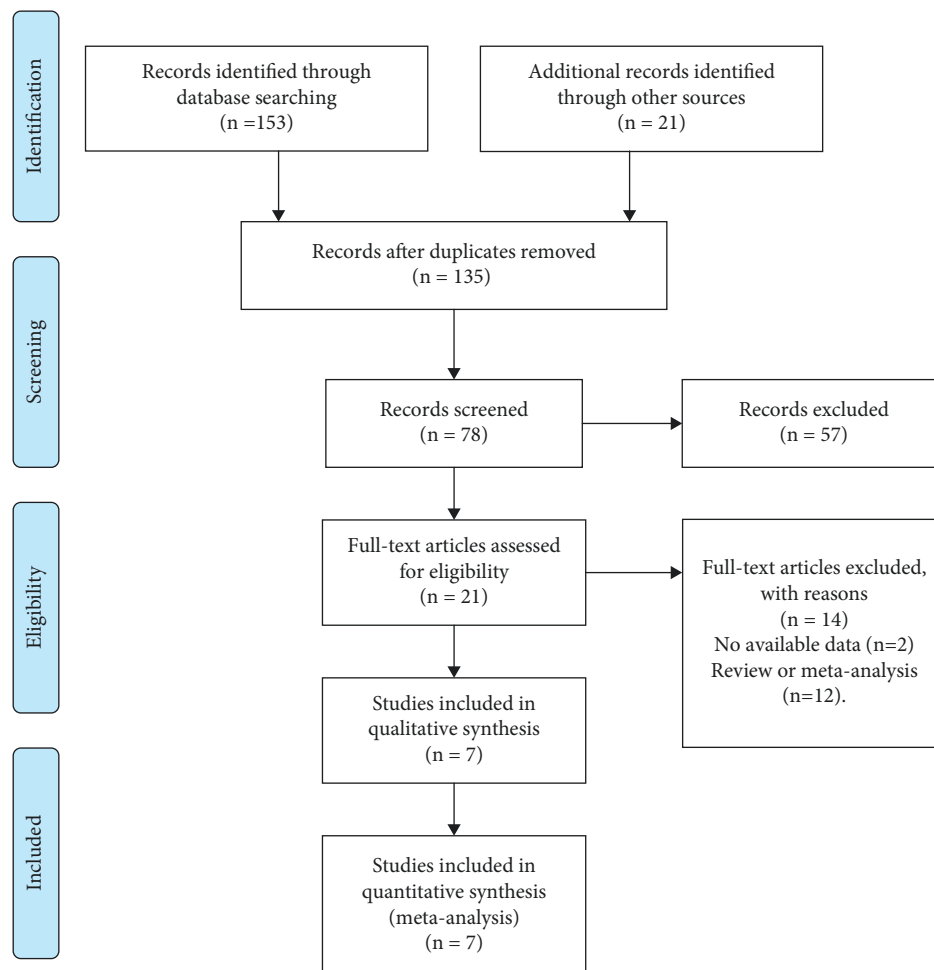 Identification
Records identified through
database searching
(n =153)
Additional records identified
through other sources
(n = 21)
Records after duplicates removed
(n = 135)
Screening
Records screened
(n = 78)
Records excluded
(n = 57)
Eligibility
Full-text articles assessed
for eligibility
(n = 21)
Full-text articles excluded,
with reasons
(n = 14)
No available data (n=2)
Review or meta-analysis
(n=12).
Studies included in
qualitative synthesis
(n = 7)
Included
Studies included in
quantitative synthesis
(meta-analysis)
(n = 7)